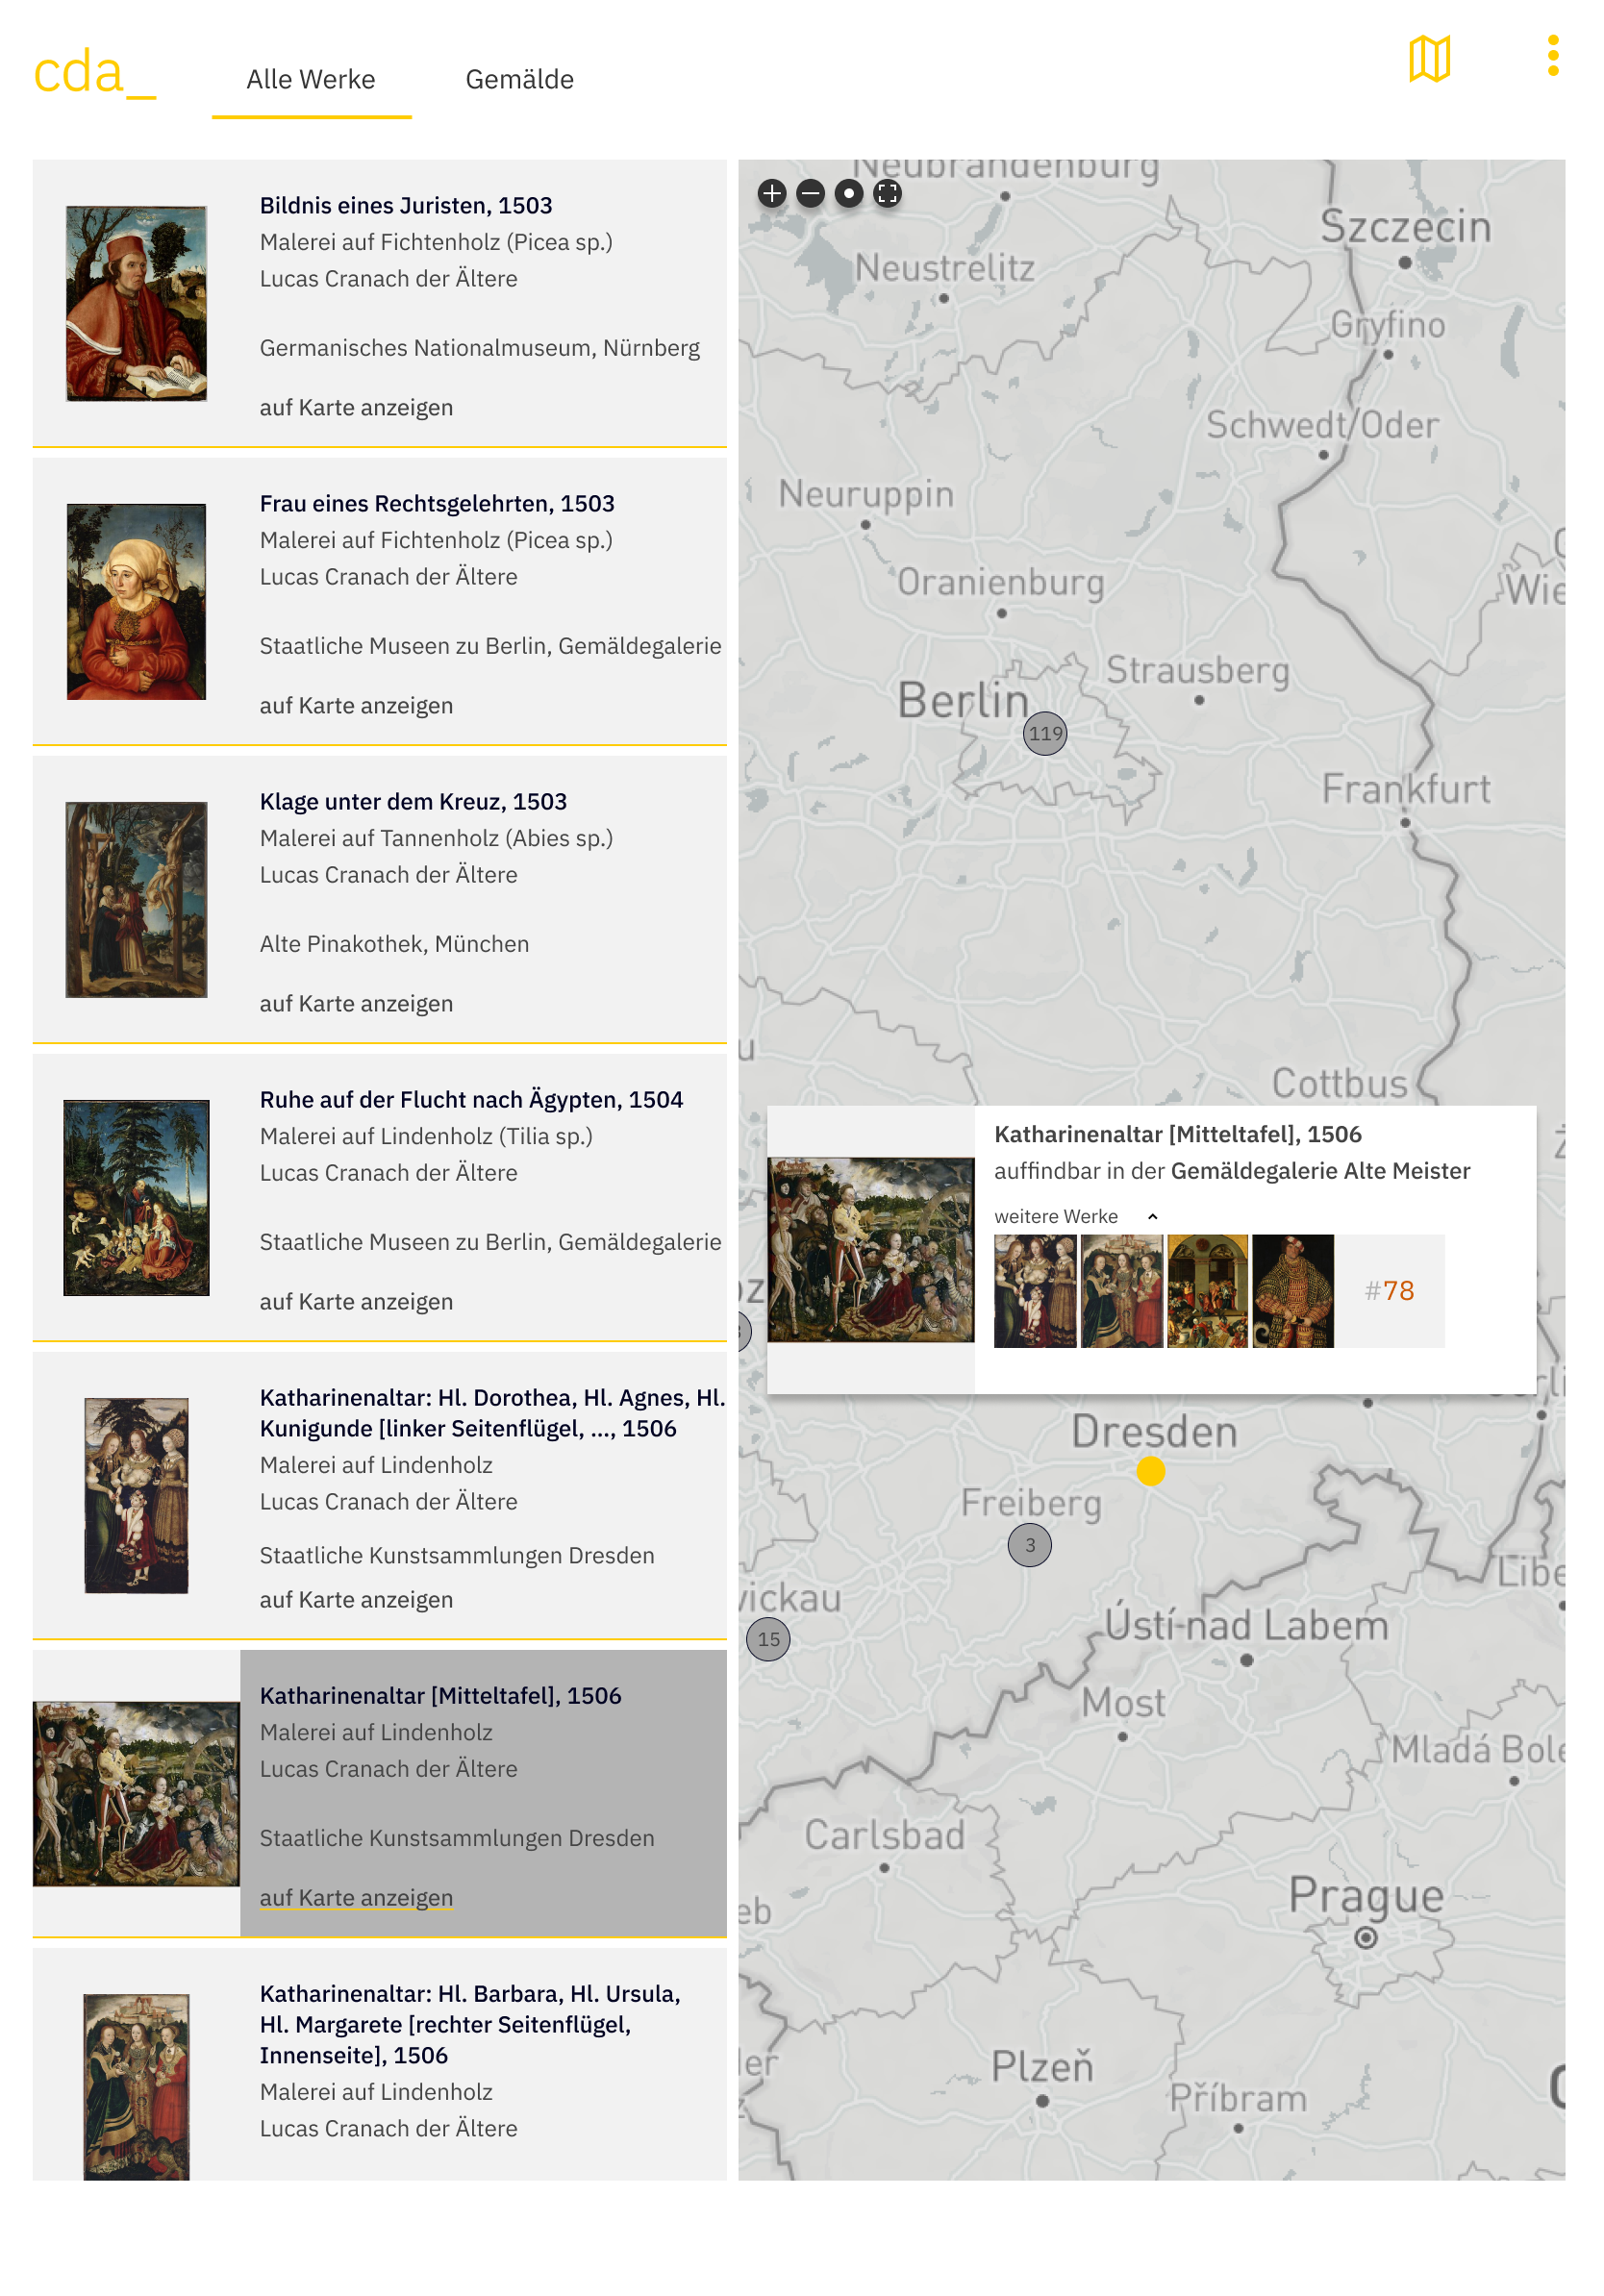 cda_
Alle Werke
Gemälde
Bildnis eines Juristen, 1503
Malerei auf Fichtenholz (Picea sp.)
Lucas Cranach der Ältere
Germanisches Nationalmuseum, Nürnberg
auf Karte anzeigen
Frau eines Rechtsgelehrten, 1503
Malerei auf Fichtenholz (Picea sp.)
Lucas Cranach der Ältere
Staatliche Museen zu Berlin, Gemäldegalerie
auf Karte anzeigen
Klage unter dem Kreuz, 1503
Malerei auf Tannenholz (Abies sp.)
Lucas Cranach der Ältere
Alte Pinakothek, München
auf Karte anzeigen
Ruhe auf der Flucht nach Ägypten, 1504
Malerei auf Lindenholz (Tilia sp.)
Lucas Cranach der Ältere
Staatliche Museen zu Berlin, Gemäldegalerie
auf Karte anzeigen
Katharinenaltar: Hl. Dorothea, Hl. Agnes, Hl.
Kunigunde [linker Seitenflügel, ..., 1506
Malerei auf Lindenholz
Lucas Cranach der Ältere
Staatliche Kunstsammlungen Dresden
auf Karte anzeigen
Katharinenaltar [Mitteltafel], 1506
Malerei auf Lindenholz
Lucas Cranach der Ältere
Staatliche Kunstsammlungen Dresden
auf Karte anzeigen
Katharinenaltar: Hl. Barbara, Hl. Ursula,
Hl. Margarete [rechter Seitenflügel,
Innenseite], 1506
Malerei auf Lindenholz
Lucas Cranach der Ältere
Neubrandenburg
Szczecin
Neustrelitz
Gryfino
Schwedt/Oder
Neuruppin
Oranienburg
Wie
Strausberg
Berlin
119
Frankfurt
Cottbus
Katharinenaltar [Mitteltafel], 1506
auffindbar in der Gemäldegalerie Alte Meister
weitere Werke
#78
Dresden
Freiberg
3
Libe
vickau
15
Ústí nad Labem
Most
Mladá Bole
Carlsbad
Prague
eb
Plzeň
Příbram